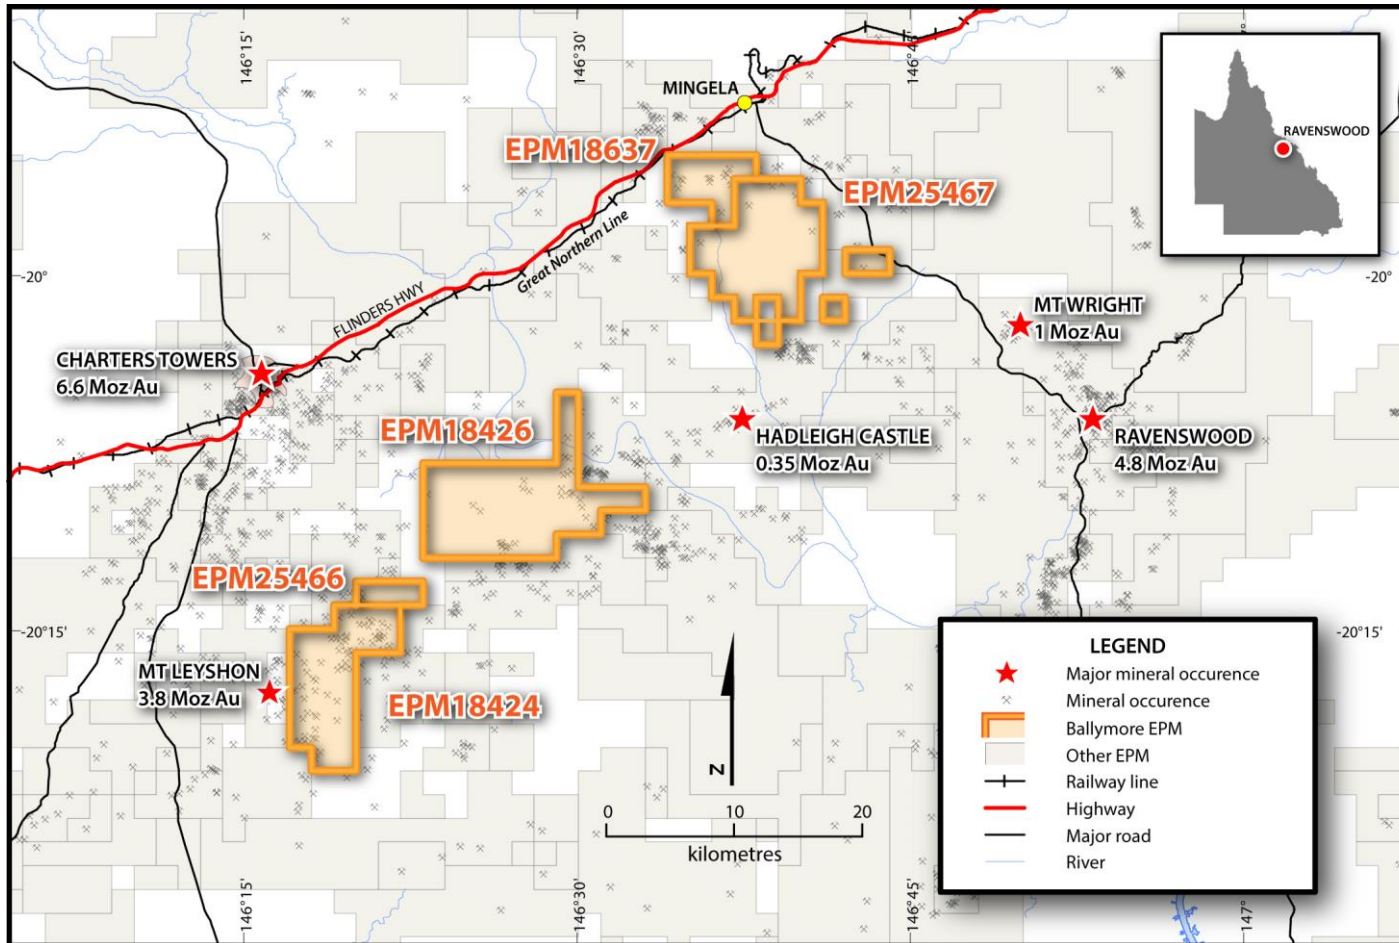 146°15'
146°30'
146°45'
147°
MINGELA
RAVENSWOOD
EPM18637
EPM25467
Great Northern Line
FLINDERS HWY
-20°
-20°
MT WRIGHT
1 Moz Au
CHARTERS TOWERS
6.6 Moz Au
EPM18426
HADLEIGH CASTLE
0.35 Moz Au
RAVENSWOOD
4.8 Moz Au
EPM25466
-20°15'
-20°15'
MT LEYSHON
3.8 Moz Au
EPM18424
N
0 10 20
kilometres
LEGEND
Major mineral occurence
Mineral occurence
Ballymore EPM
Other EPM
Railway line
Highway
Major road
River
146°15'
146°30'
146°45'
147°